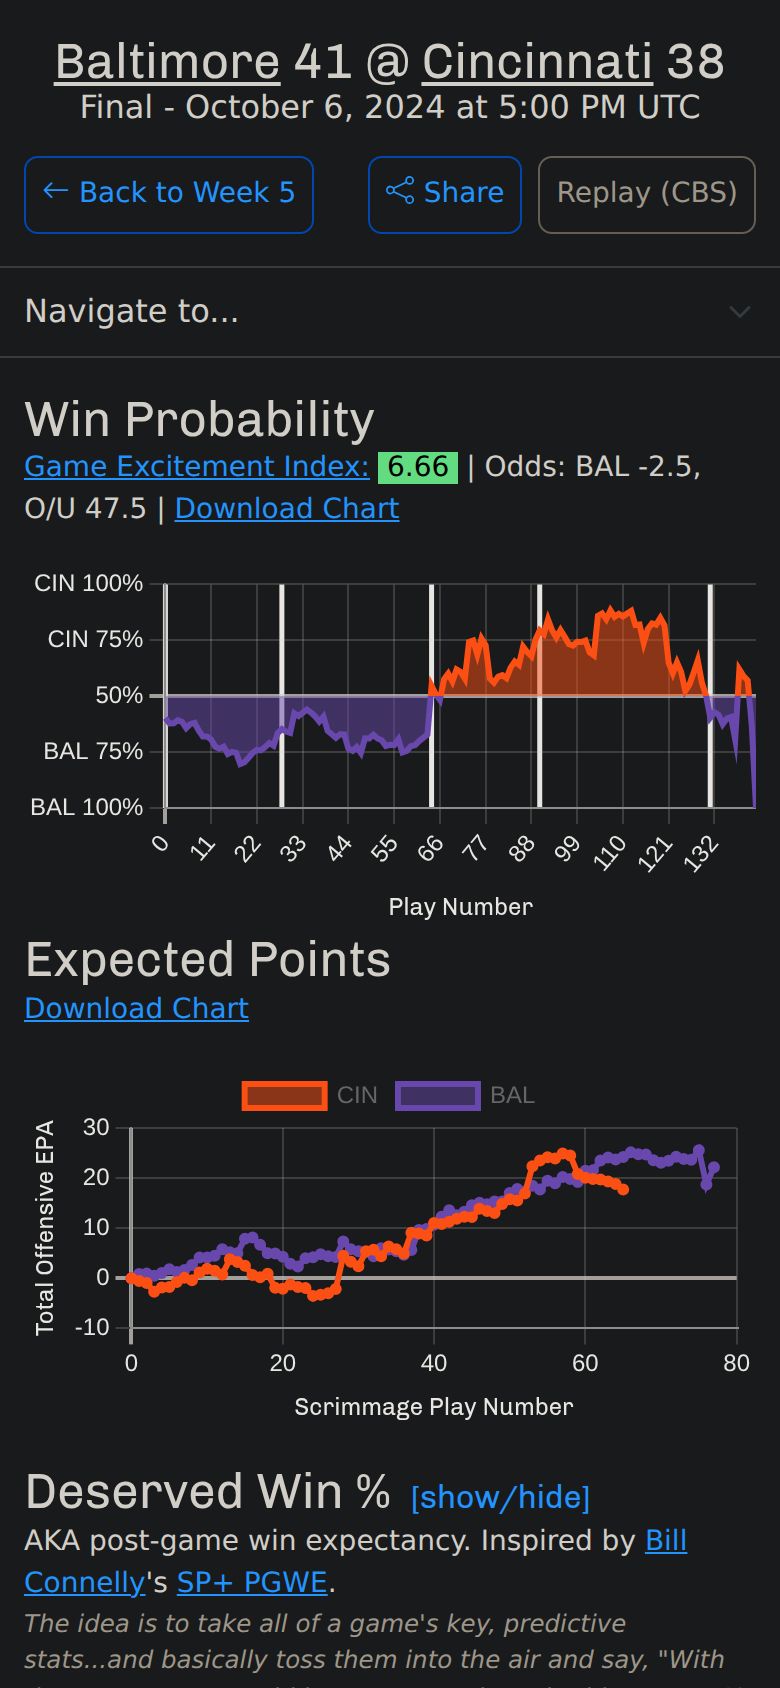 Baltimore 41 @ Cincinnati 38
Final - October 6, 2024 at 5:00 PM UTC
← Back to Week 5
Share
Replay (CBS)
Navigate to...
Win Probability
Game Excitement Index: 6.66 | Odds: BAL -2.5,
O/U 47.5 | Download Chart
CIN 100%
CIN 75%
50%
BAL 75%
BAL 100%
0 11 22 33 44 55 66 77 88 99 110 121 132
Play Number
Expected Points
Download Chart
CIN BAL
Total Offensive EPA
30
20
10
0
-10
0 20 40 60 80
Scrimmage Play Number
Deserved Win % [show/hide]
AKA post-game win expectancy. Inspired by Bill
Connelly's SP+ PGWE.
The idea is to take all of a game's key, predictive
stats...and basically toss them into the air and say, "With